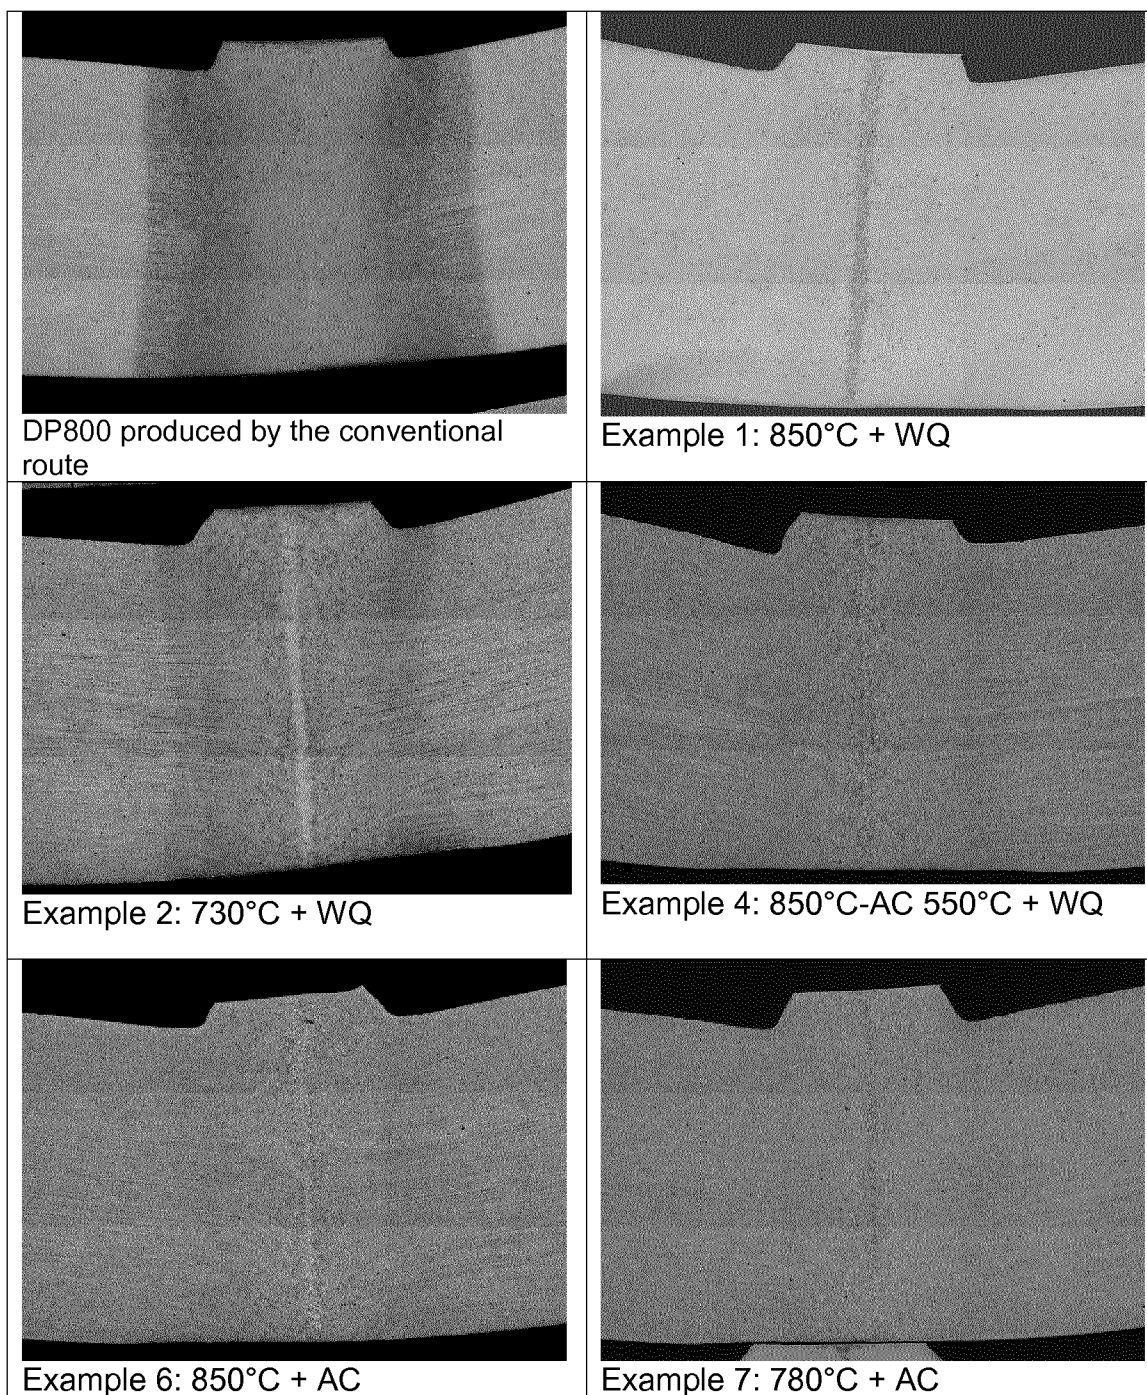 DP800 produced by the conventional
route
Example 1: 850°C + WQ
Example 2: 730°C + WQ
Example 4: 850°C-AC 550°C + WQ
Example 6: 850°C + AC
Example 7: 780°C + AC